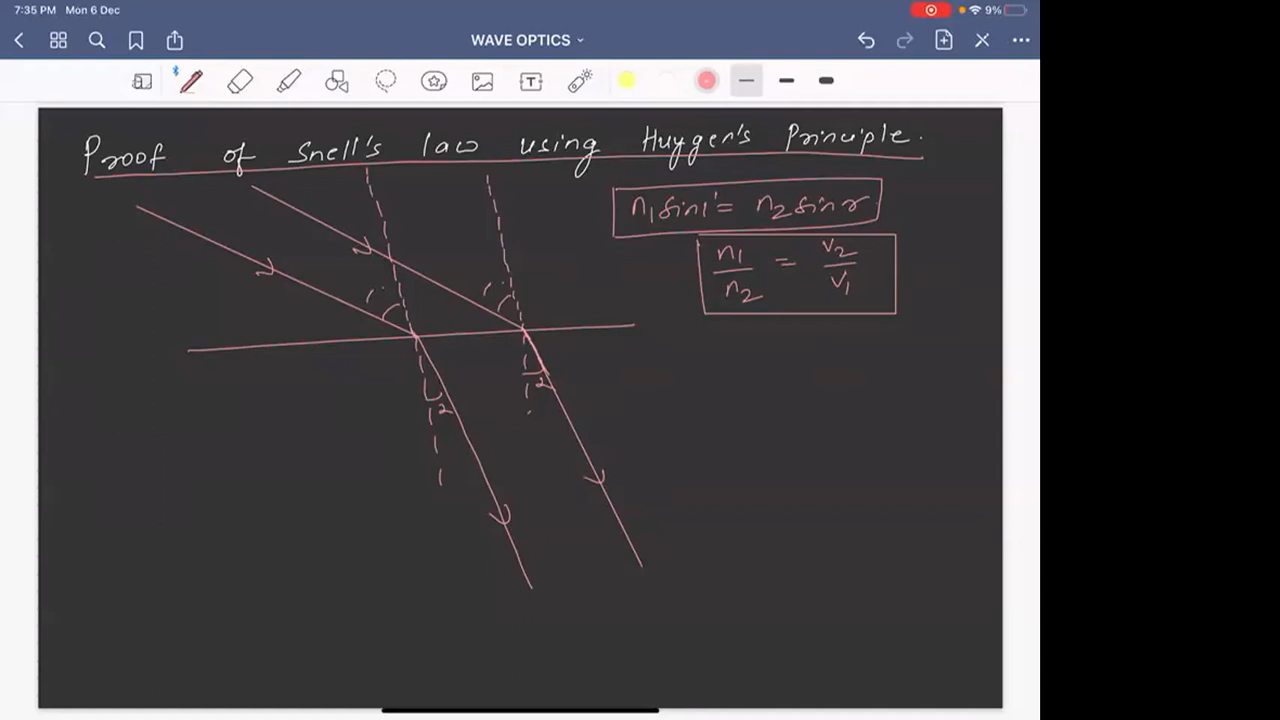 7:35 PM Mon 6 Dec
9%
WAVE OPTICS
T
Proof of Snell's law using Huygen's Principle.
n1 sin i = n2 sin r
n1/n2 = v2/v1
i
i
r
r